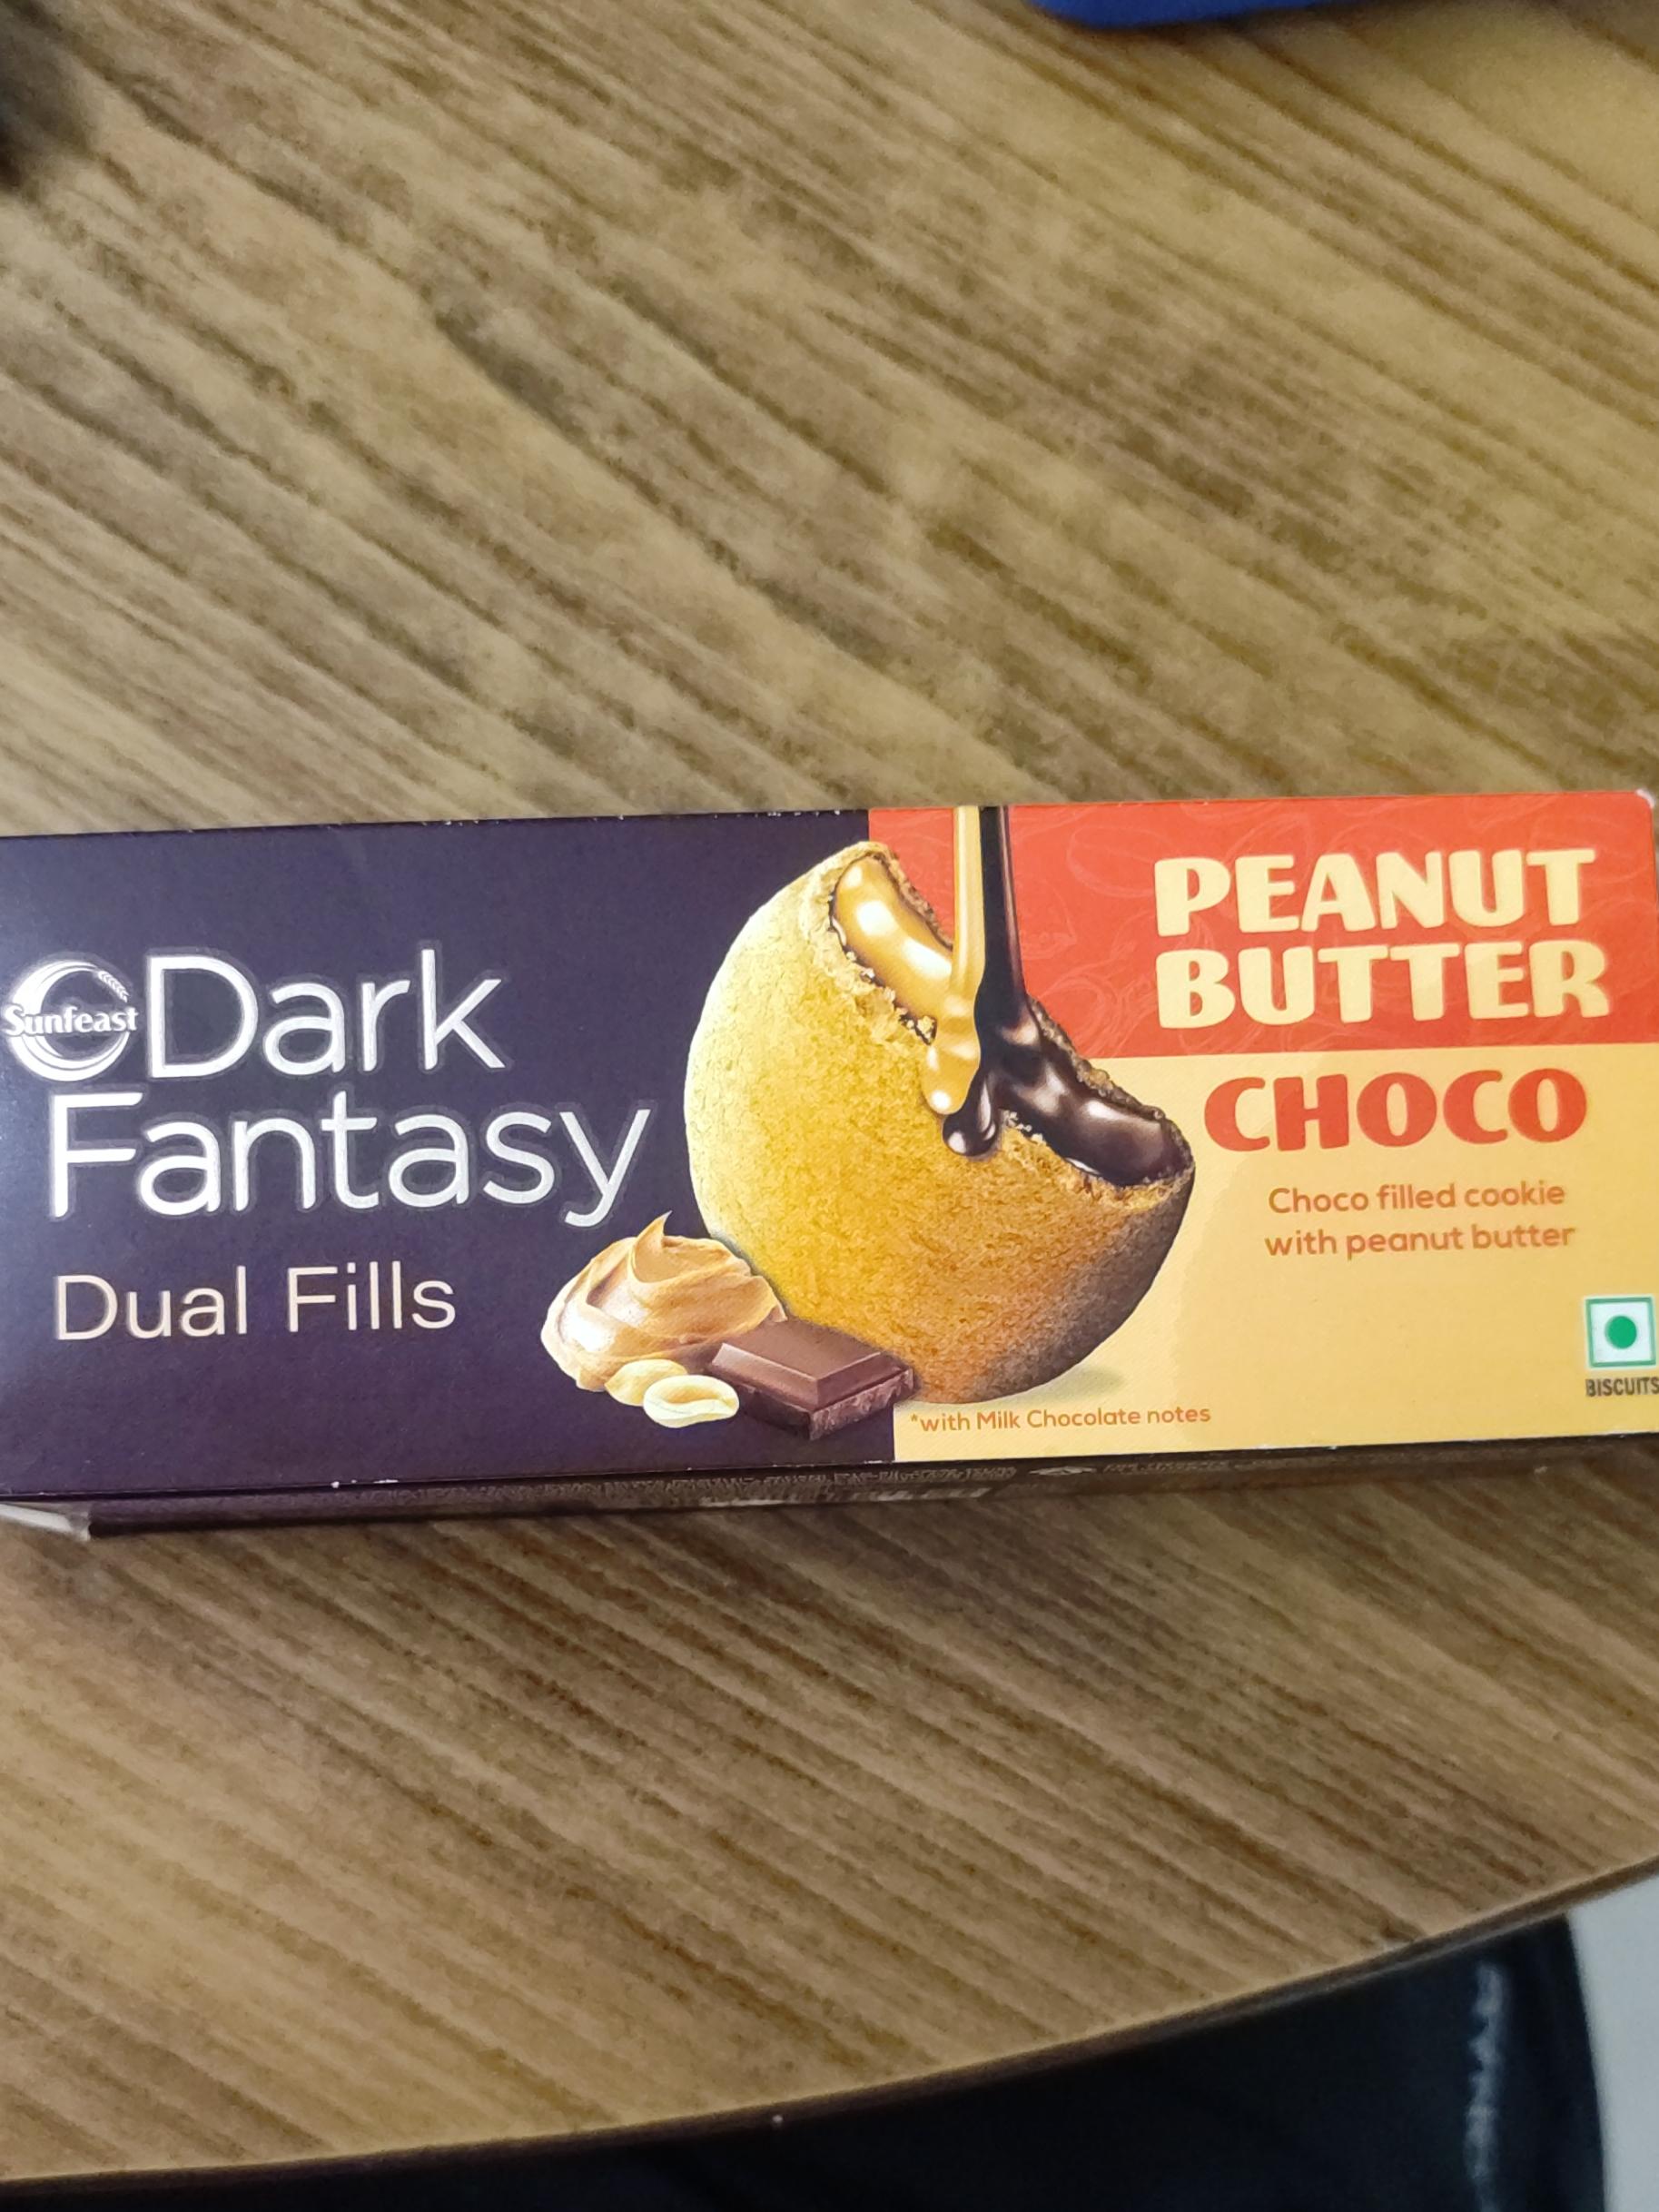 Sunfeast
Dark
Fantasy
Dual Fills
PEANUT
BUTTER
CHOCO
Choco filled cookie
with peanut butter
BISCUITS
*with Milk Chocolate notes